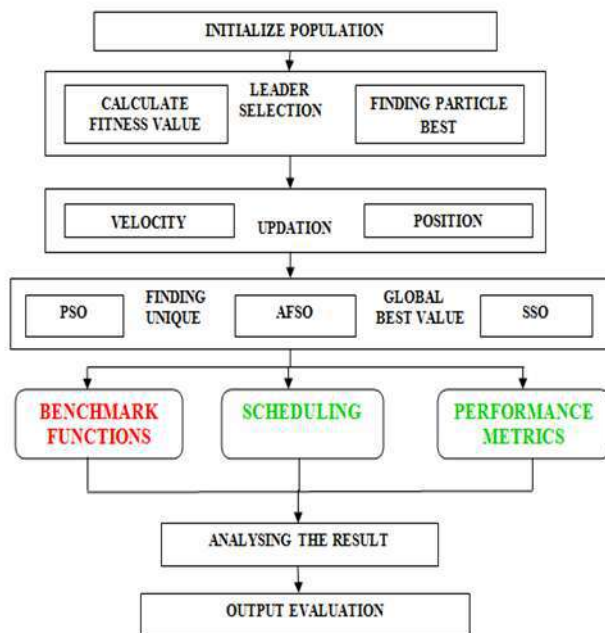 INITIALIZE POPULATION
LEADER
SELECTION
CALCULATE
FITNESS VALUE
FINDING PARTICLE
BEST
VELOCITY
UPDATION
POSITION
PSO
FINDING
UNIQUE
AFSO
GLOBAL
BEST VALUE
SSO
BENCHMARK
FUNCTIONS
SCHEDULING
PERFORMANCE
METRICS
ANALYSING THE RESULT
OUTPUT EVALUATION